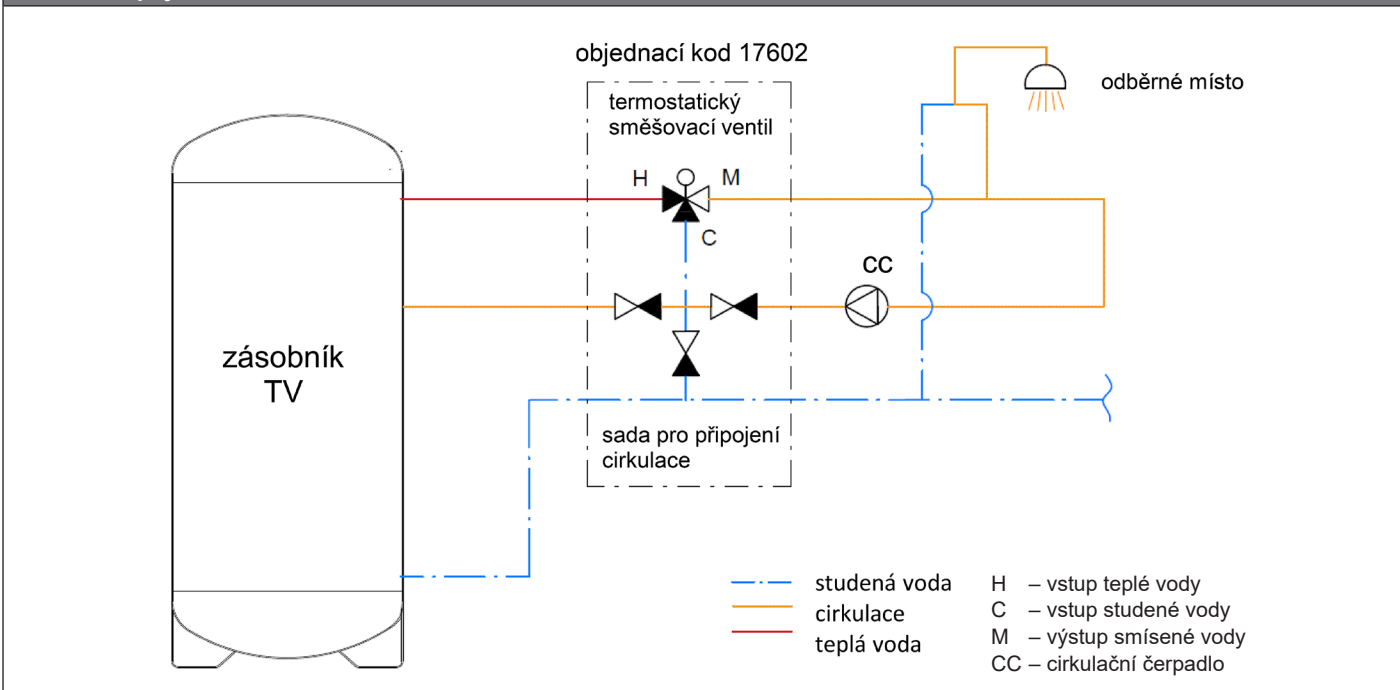 objednací kod 17602
termostatický
směšovací ventil
odběrné místo
H
M
C
CC
zásobník
TV
sada pro připojení
cirkulace
studená voda
cirkulace
teplá voda
H – vstup teplé vody
C – vstup studené vody
M – výstup smísené vody
CC – cirkulační čerpadlo